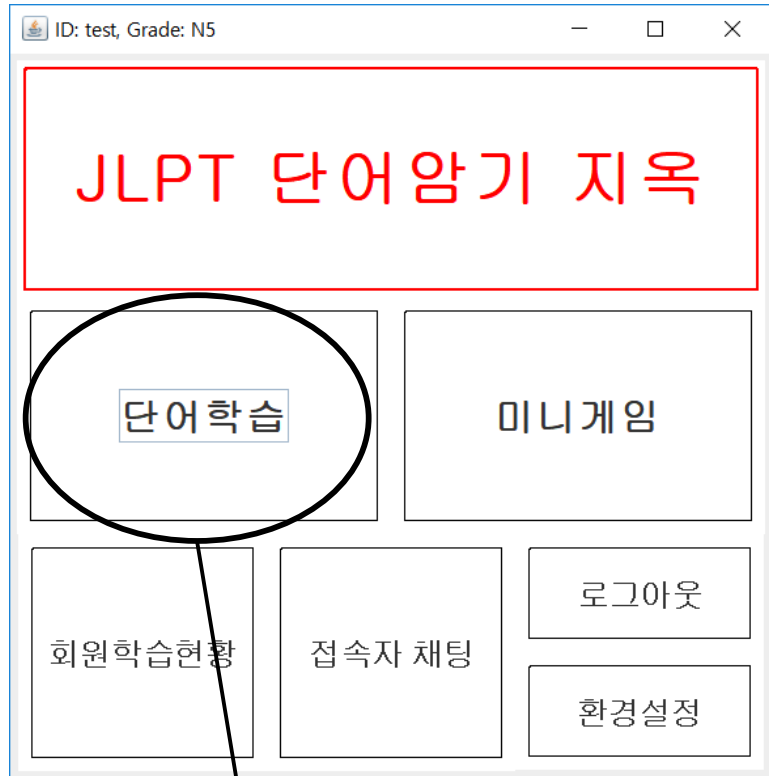 ID: test, Grade: N5
JLPT 단어암기 지옥
단어학습
미니게임
회원학습현황
접속자 채팅
로그아웃
환경설정